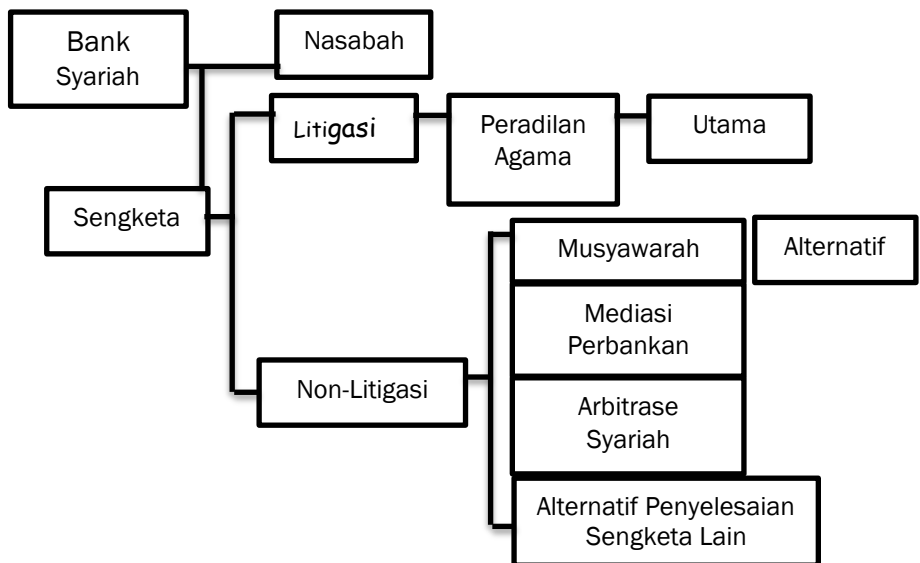 Bank
Syariah
Nasabah
Litigasi
Peradilan
Agama
Utama
Sengketa
Musyawarah
Alternatif
Mediasi
Perbankan
Non-Litigasi
Arbitrase
Syariah
Alternatif Penyelesaian
Sengketa Lain